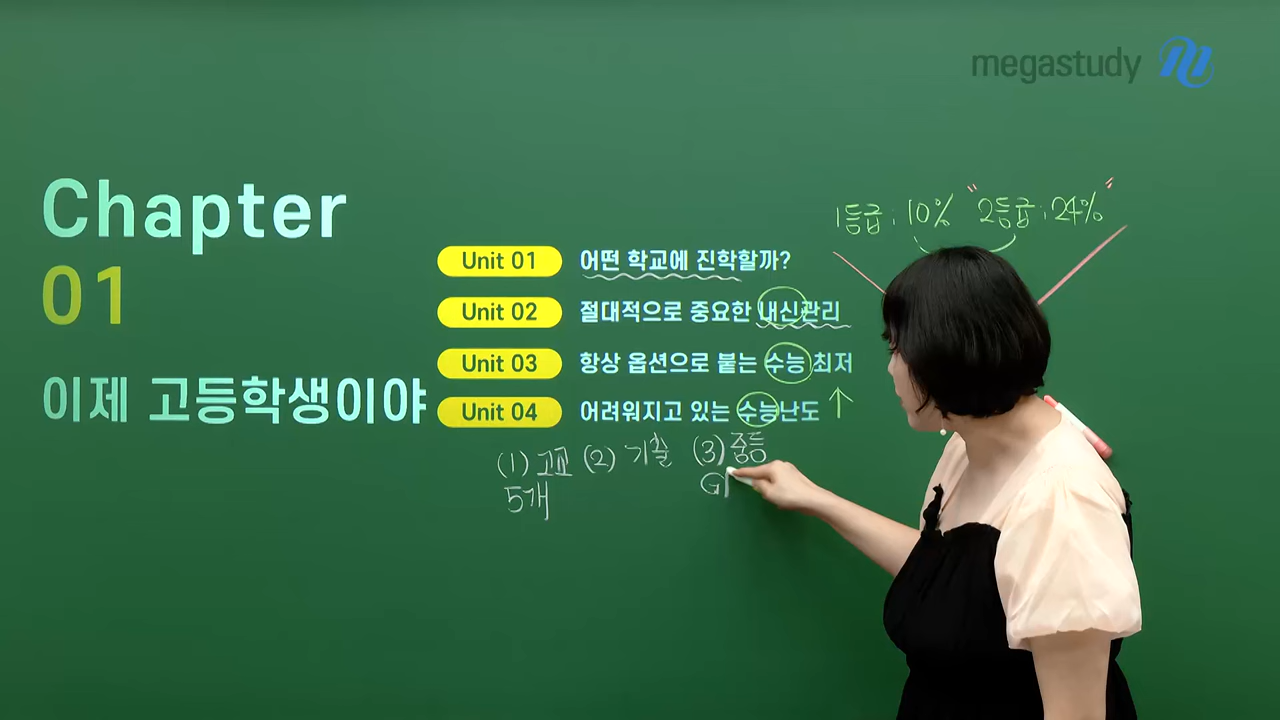 megastudy
Chapter
01
이제 고등학생이야
1등급 : 10% "2등급 : 24%"
Unit 01 어떤 학교에 진학할까?
Unit 02 절대적으로 중요한 내신관리
Unit 03 항상 옵션으로 붙는 수능 최저
Unit 04 어려워지고 있는 수능난도 ↑
(1) 고교 (2) 기출 (3) 중등
5개